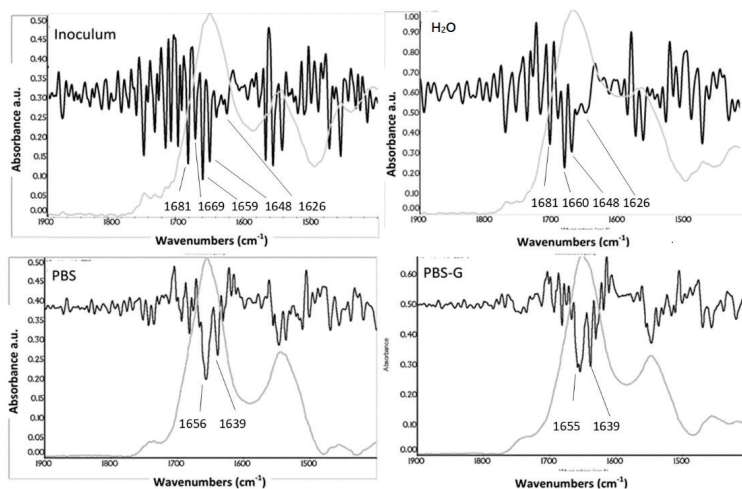 Inoculum
Absorbance a.u.
0.50
0.45
0.40
0.35
0.30
0.25
0.20
0.15
0.10
0.05
0.00
1681 1669 1659 1648 1626
1900 1800 1700 1600 1500
Wavenumbers (cm⁻¹)
H₂O
Absorbance a.u.
1.00
0.90
0.80
0.70
0.60
0.50
0.40
0.30
0.20
0.10
0.00
1681 1660 1648 1626
1900 1800 1700 1600 1500
Wavenumbers (cm⁻¹)
PBS
Absorbance a.u.
0.50
0.45
0.40
0.35
0.30
0.25
0.20
0.15
0.10
0.05
0.00
1656 1639
1900 1800 1700 1600 1500
Wavenumbers (cm⁻¹)
PBS-G
Absorbance a.u.
Absorbance
0.60
0.50
0.40
0.30
0.20
0.10
0.00
1655 1639
1900 1800 1700 1600 1500
Wavenumbers (cm⁻¹)